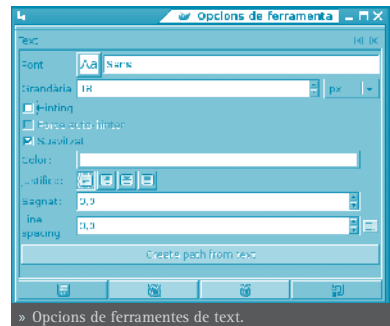 Opcions de ferramenta
Text
Font Aa Sans
Grandària 18 px
Hinting
Force auto hinter
Suavitzat
Color:
Justifica:
Sagnat: 0,0
Line spacing 0,0
Create path from text
» Opcions de ferramentes de text.